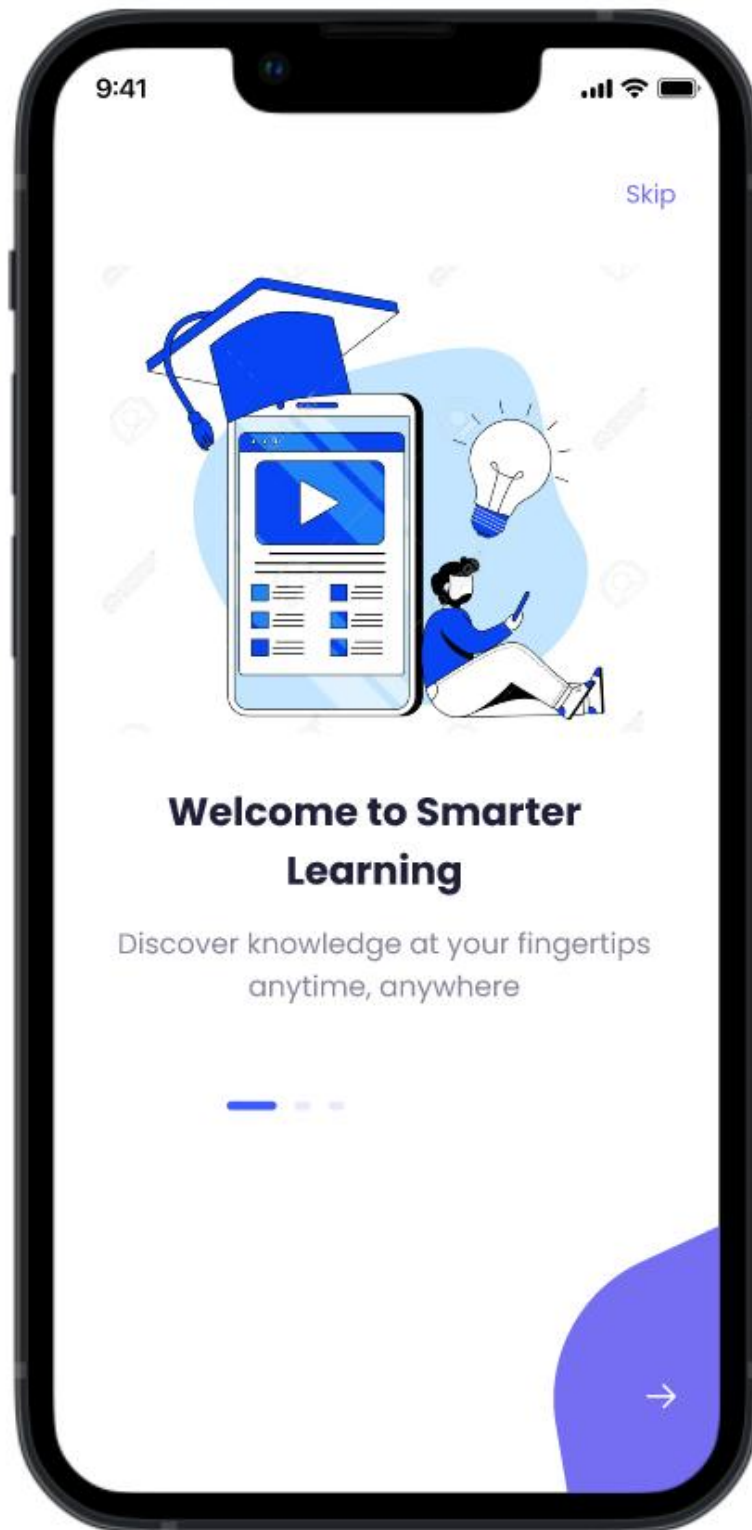 9:41
Skip
Welcome to Smarter
Learning
Discover knowledge at your fingertips
anytime, anywhere